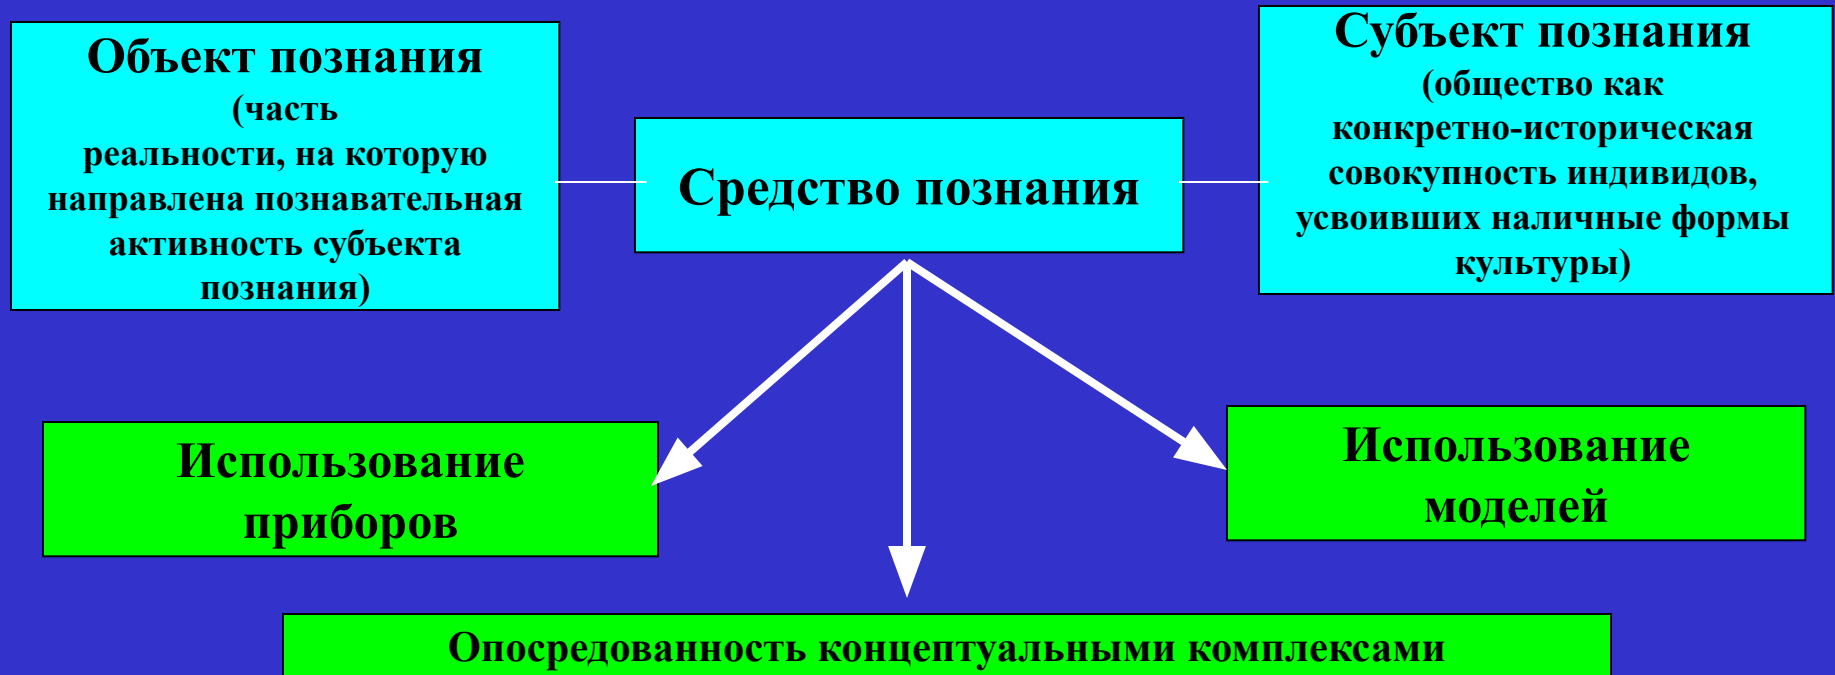 Объект познания
(часть
реальности, на которую
направлена познавательная
активность субъекта
познания)
Средство познания
Субъект познания
(общество как
конкретно-историческая
совокупность индивидов,
усвоивших наличные формы
культуры)
Использование
приборов
Использование
моделей
Опосредованность концептуальными комплексами